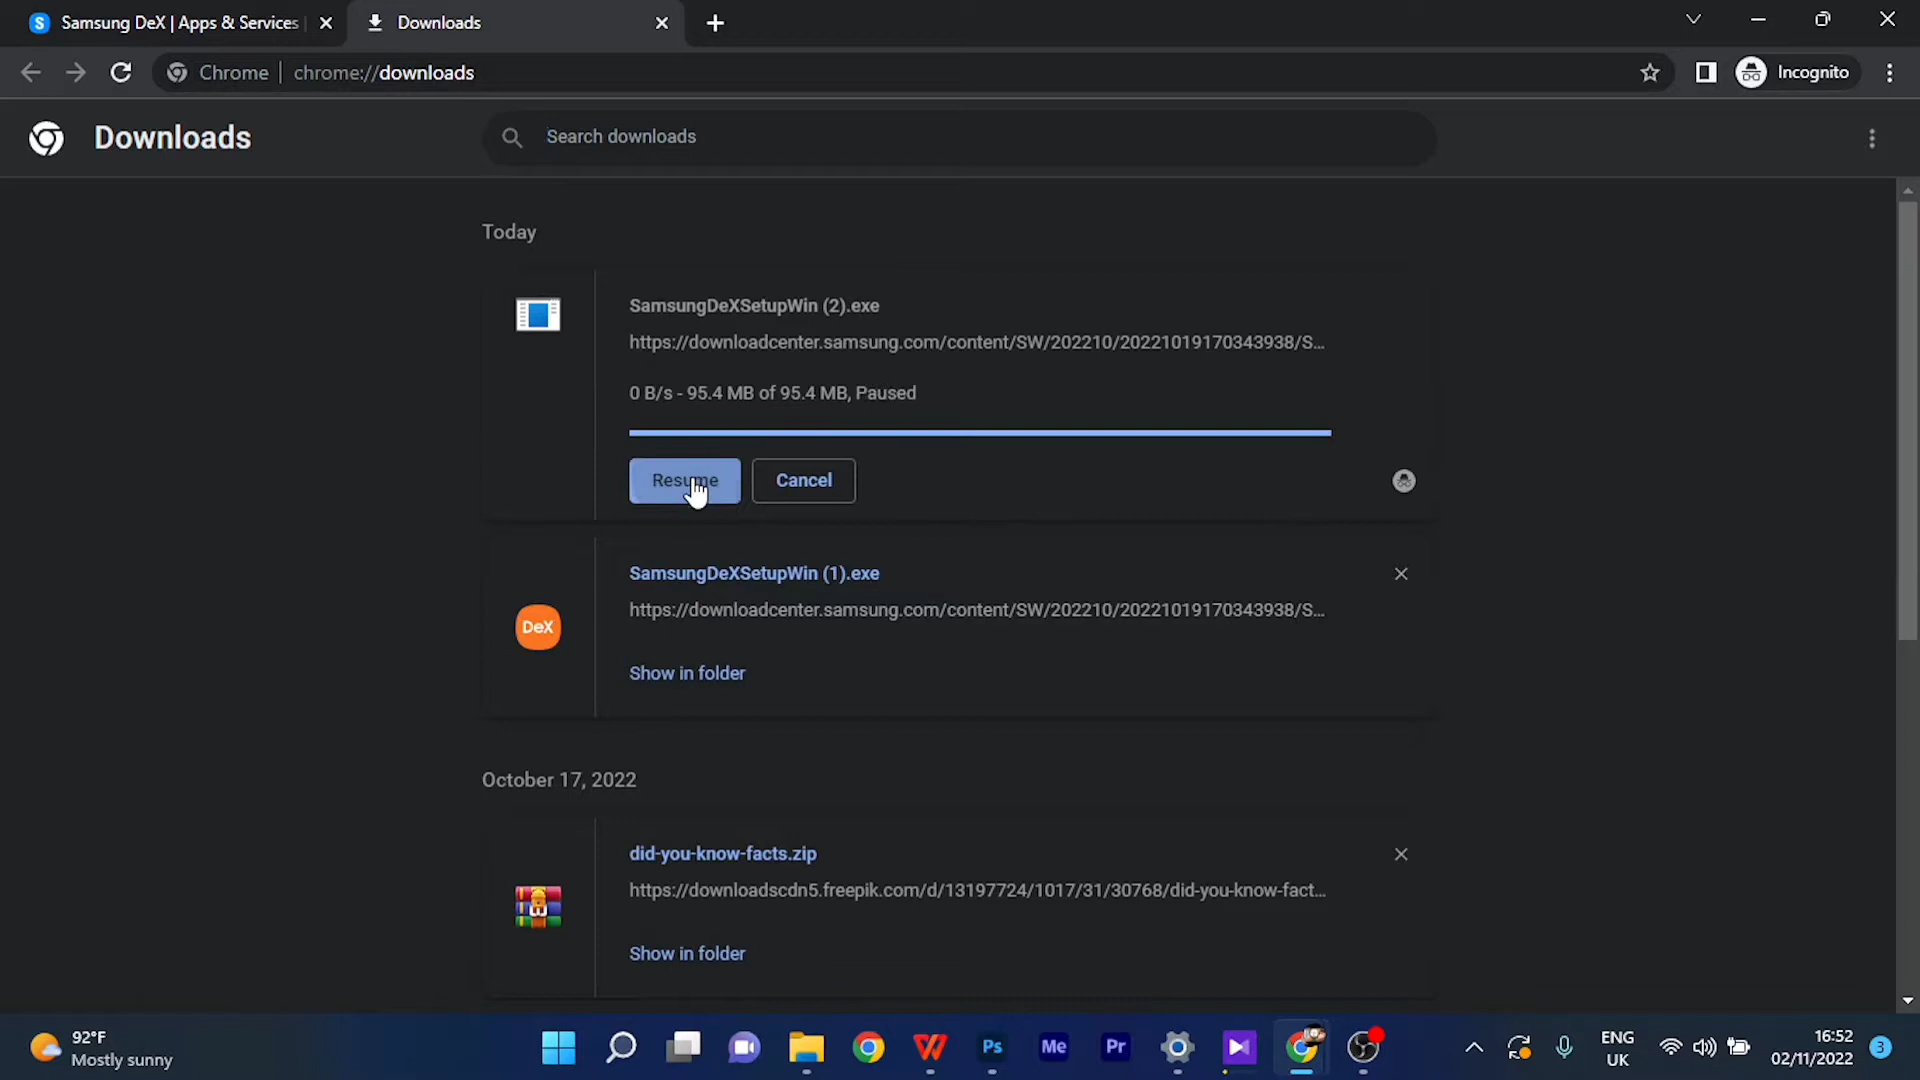 Samsung DeX | Apps & Services
Downloads
Chrome
chrome://downloads
Incognito
Downloads
Search downloads
Today
SamsungDeXSetupWin (2).exe
https://downloadcenter.samsung.com/content/SW/202210/20221019170343938/S...
0 B/s - 95.4 MB of 95.4 MB, Paused
Resume
Cancel
SamsungDeXSetupWin (1).exe
https://downloadcenter.samsung.com/content/SW/202210/20221019170343938/S...
DeX
Show in folder
October 17, 2022
did-you-know-facts.zip
https://downloadscdn5.freepik.com/d/13197724/1017/31/30768/did-you-know-fact...
Show in folder
92°F
Mostly sunny
Ps
Me
Pr
ENG
UK
16:52
02/11/2022
3